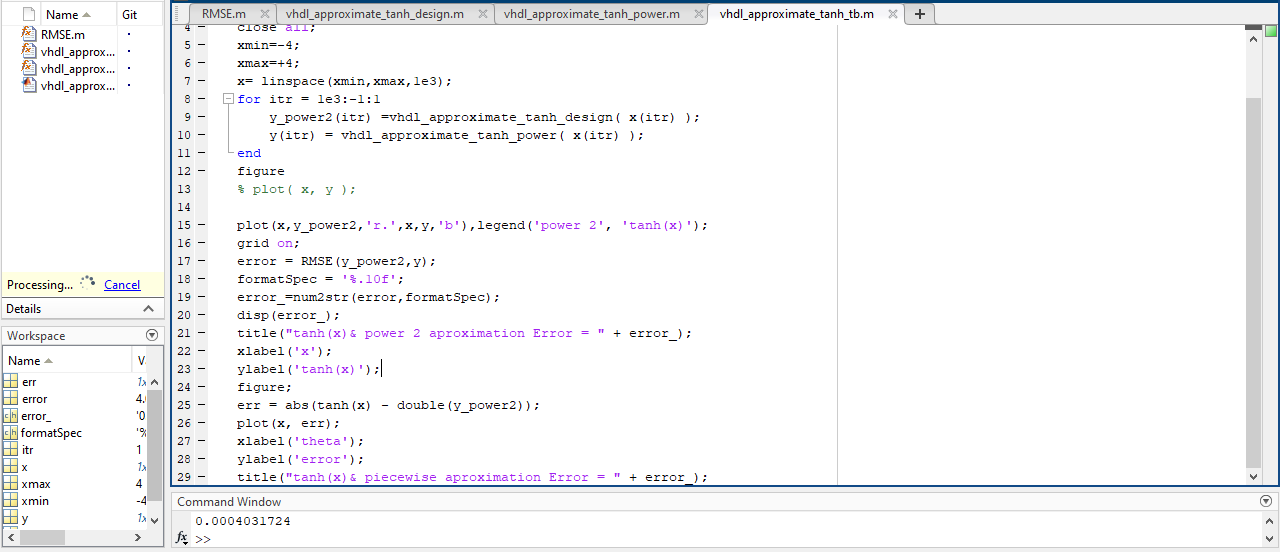 Name Git
RMSE.m
vhdl_approx...
vhdl_approx...
vhdl_approx...
Processing... Cancel
Details
Workspace
Name
err 1x
error 4.
error_ '0
formatSpec '%
itr 1
x 1x
xmax 4
xmin -4
y 1x
RMSE.m vhdl_approximate_tanh_design.m vhdl_approximate_tanh_power.m vhdl_approximate_tanh_tb.m
4 close all;
5 xmin=-4;
6 xmax=+4;
7 x= linspace(xmin,xmax,1e3);
8 for itr = 1e3:-1:1
9 y_power2(itr) =vhdl_approximate_tanh_design( x(itr) );
10 y(itr) = vhdl_approximate_tanh_power( x(itr) );
11 end
12 figure
13 % plot( x, y );
14
15 plot(x,y_power2,'r.',x,y,'b'),legend('power 2', 'tanh(x)');
16 grid on;
17 error = RMSE(y_power2,y);
18 formatSpec = '%.10f';
19 error_=num2str(error,formatSpec);
20 disp(error_);
21 title("tanh(x)& power 2 aproximation Error = " + error_);
22 xlabel('x');
23 ylabel('tanh(x)');
24 figure;
25 err = abs(tanh(x) - double(y_power2));
26 plot(x, err);
27 xlabel('theta');
28 ylabel('error');
29 title("tanh(x)& piecewise aproximation Error = " + error_);
Command Window
0.0004031724
fx >>